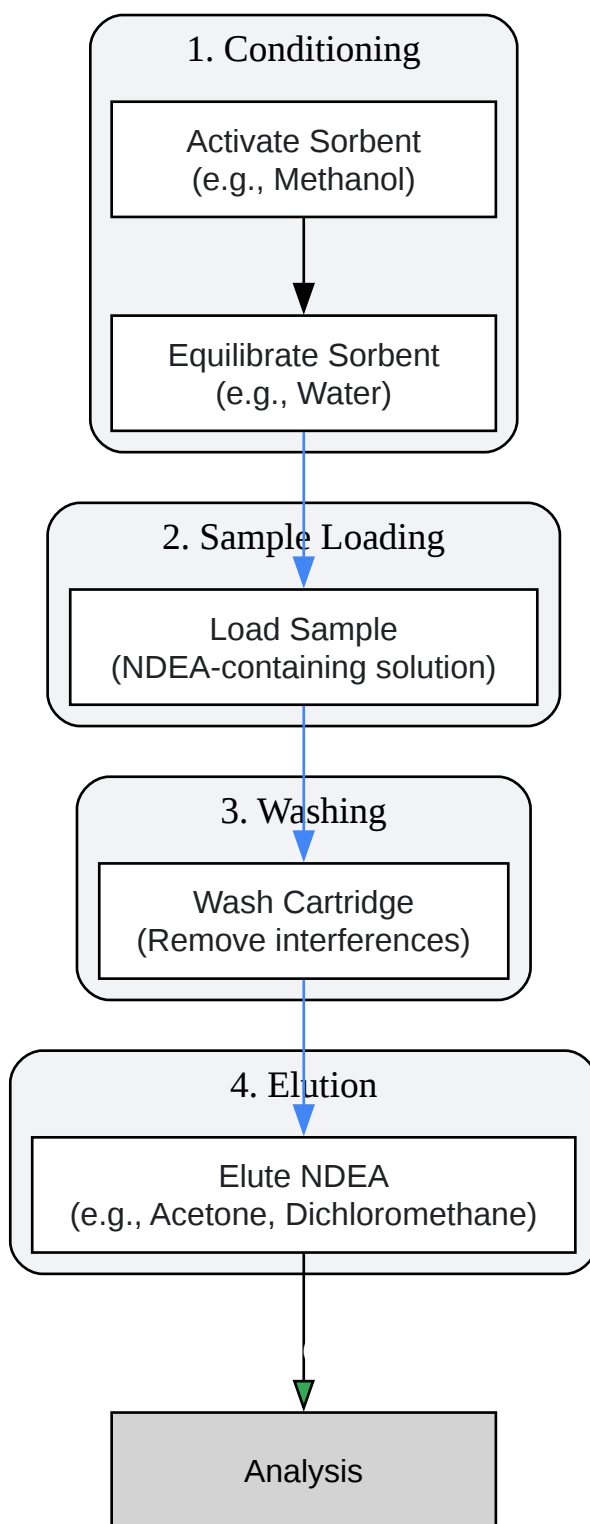 1. Conditioning
Activate Sorbent
(e.g., Methanol)
Equilibrate Sorbent
(e.g., Water)
2. Sample Loading
Load Sample
(NDEA-containing solution)
3. Washing
Wash Cartridge
(Remove interferences)
4. Elution
Elute NDEA
(e.g., Acetone, Dichloromethane)
Analysis